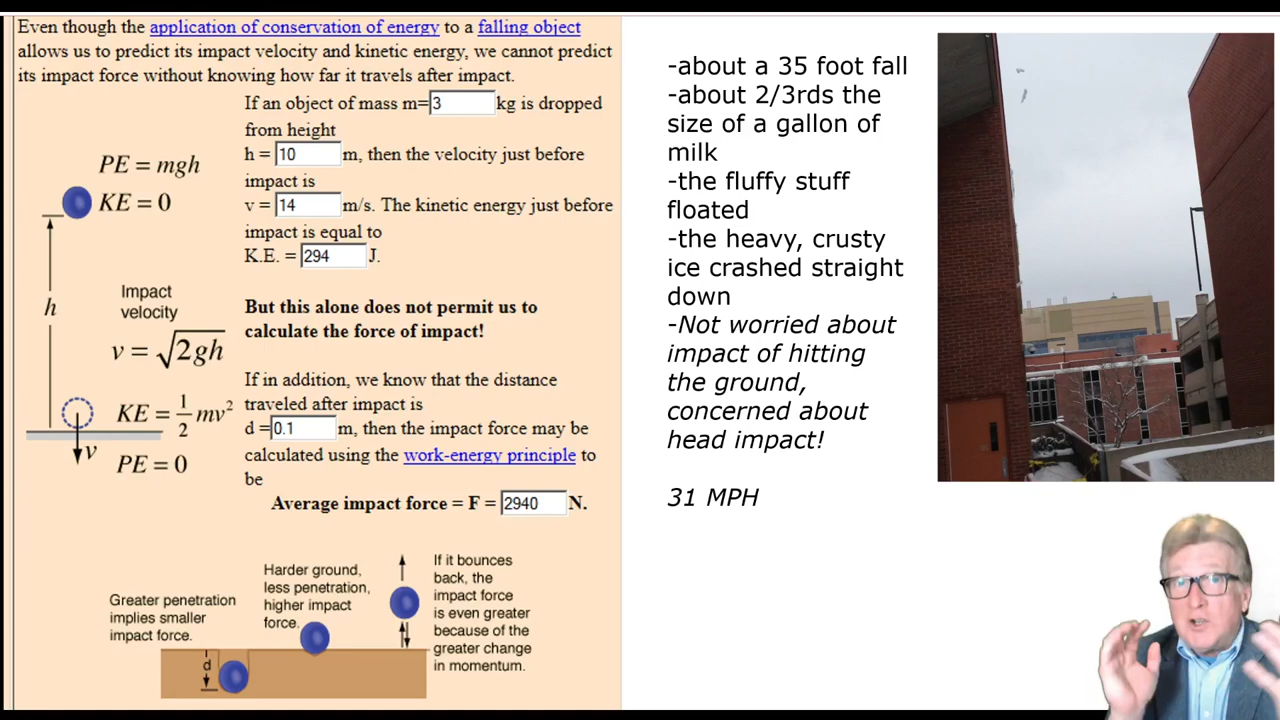 Even though the application of conservation of energy to a falling object
allows us to predict its impact velocity and kinetic energy, we cannot predict
its impact force without knowing how far it travels after impact.
If an object of mass m= 3 kg is dropped
from height
h = 10 m, then the velocity just before
impact is
v = 14 m/s. The kinetic energy just before
impact is equal to
K.E. = 294 J.
But this alone does not permit us to
calculate the force of impact!
If in addition, we know that the distance
traveled after impact is
d = 0.1 m, then the impact force may be
calculated using the work-energy principle to
be
Average impact force = F = 2940 N.
PE = mgh
KE = 0
h
Impact
velocity
v = √2gh
KE = 1/2 mv²
v
PE = 0
Greater penetration
implies smaller
impact force.
d
Harder ground,
less penetration,
higher impact
force.
If it bounces
back, the
impact force
is even greater
because of the
greater change
in momentum.
-about a 35 foot fall
-about 2/3rds the
size of a gallon of
milk
-the fluffy stuff
floated
-the heavy, crusty
ice crashed straight
down
-Not worried about
impact of hitting
the ground,
concerned about
head impact!
31 MPH